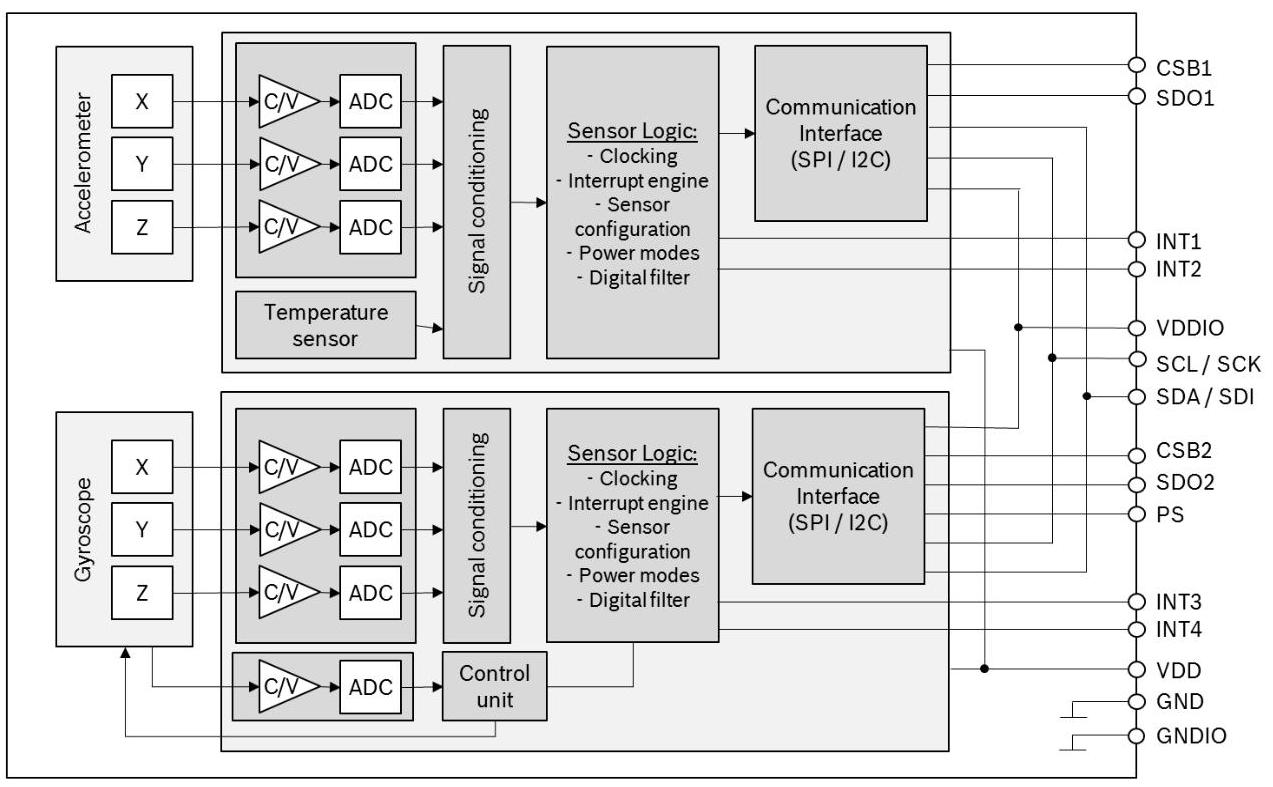 Accelerometer
X
C/V
ADC
Y
C/V
ADC
Z
C/V
ADC
Temperature
sensor
Signal conditioning
Sensor Logic:
- Clocking
- Interrupt engine
- Sensor
configuration
- Power modes
- Digital filter
Communication
Interface
(SPI / I2C)
Gyroscope
X
C/V
ADC
Y
C/V
ADC
Z
C/V
ADC
C/V
ADC
Signal conditioning
Control
unit
Sensor Logic:
- Clocking
- Interrupt engine
- Sensor
configuration
- Power modes
- Digital filter
Communication
Interface
(SPI / I2C)
CSB1
SDO1
INT1
INT2
VDDIO
SCL / SCK
SDA / SDI
CSB2
SDO2
PS
INT3
INT4
VDD
GND
GNDIO